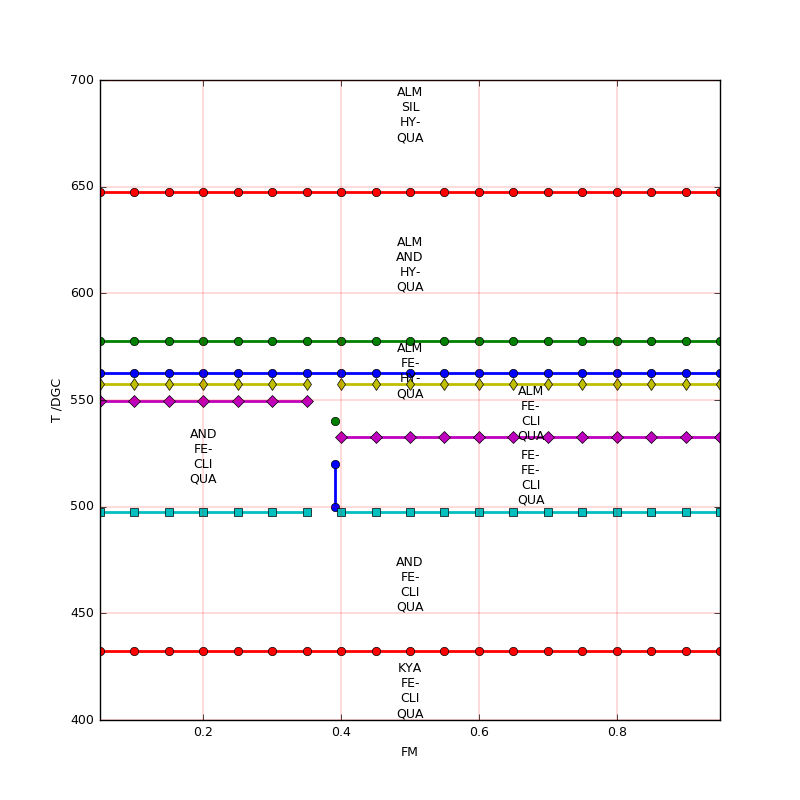 700
ALM
SIL
HY-
QUA
650
ALM
AND
HY-
QUA
600
ALM
FE-
HY-
QUA
550
ALM
FE-
CLI
QUA
T /DGC
AND
FE-
CLI
QUA
FE-
FE-
CLI
QUA
500
AND
FE-
CLI
QUA
450
KYA
FE-
CLI
QUA
400
0.2 0.4 0.6 0.8
FM